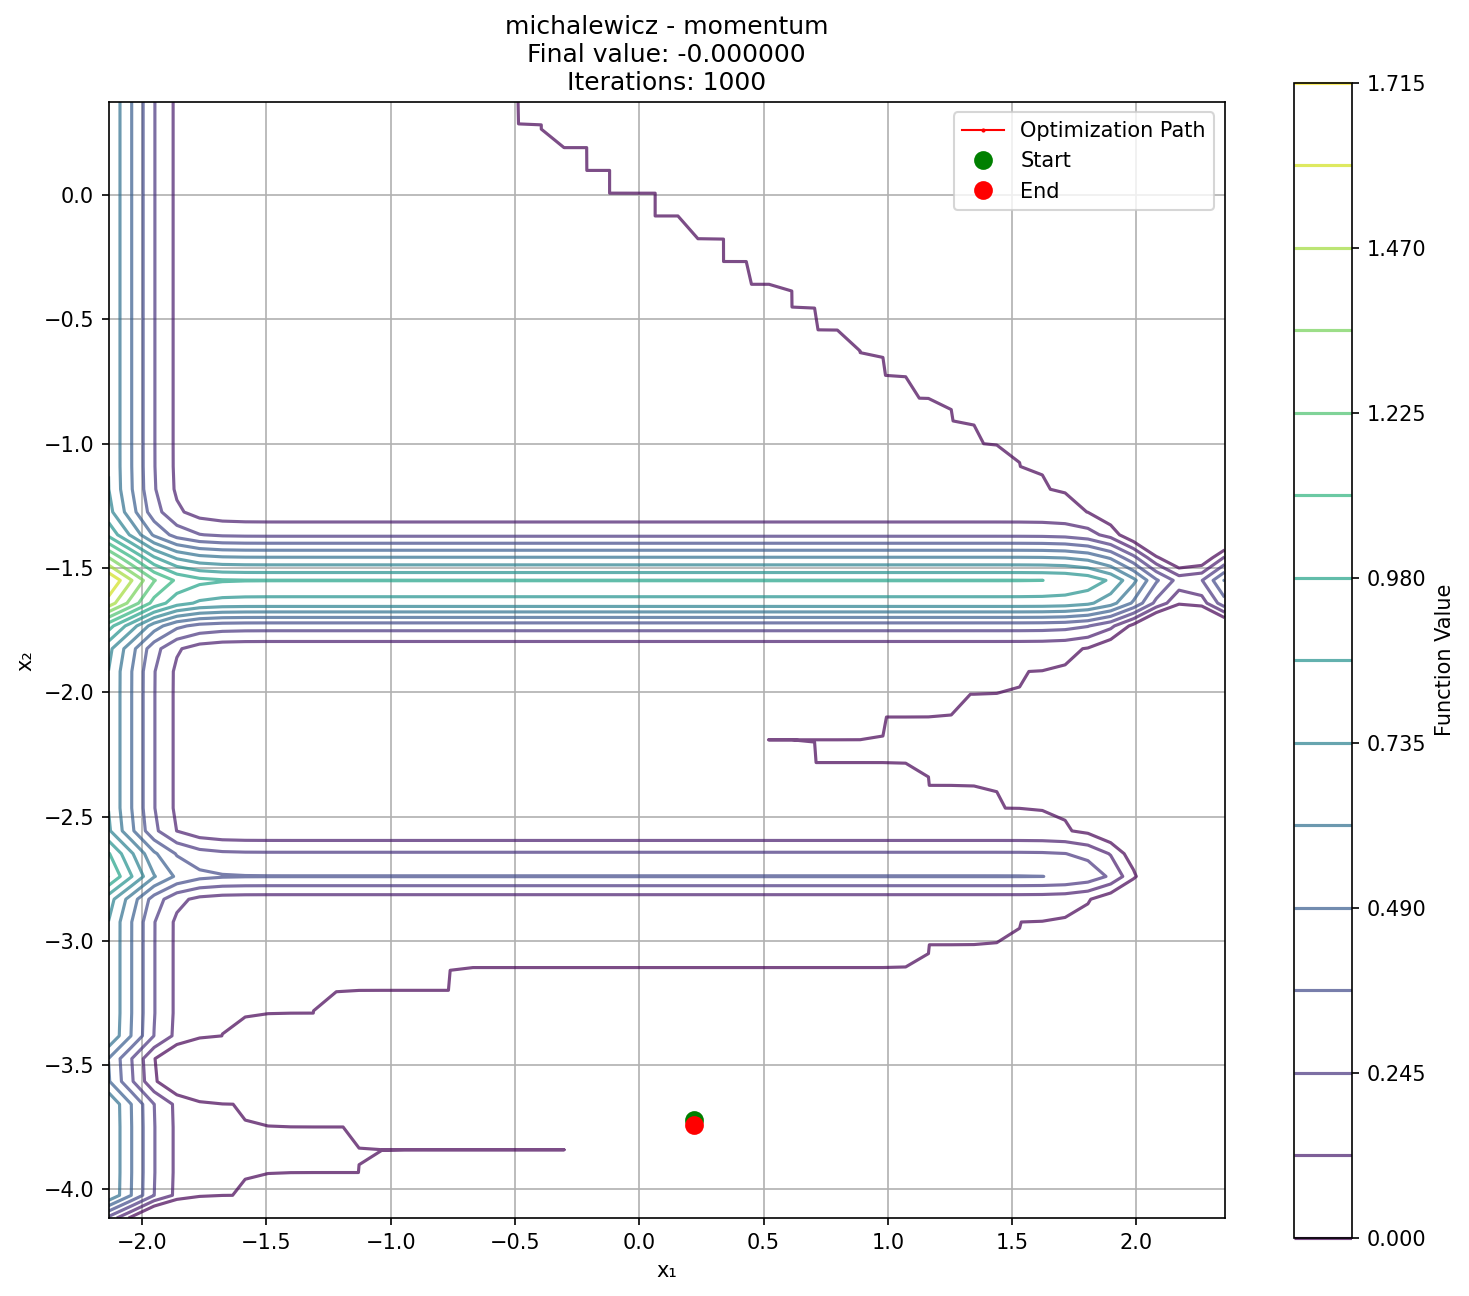 michalewicz - momentum
Final value: -0.000000
Iterations: 1000
Optimization Path
Start
End
0.0
−0.5
−1.0
−1.5
−2.0
−2.5
−3.0
−3.5
−4.0
x₂
−2.0
−1.5
−1.0
−0.5
0.0
0.5
1.0
1.5
2.0
x₁
1.715
1.470
1.225
0.980
0.735
0.490
0.245
0.000
Function Value